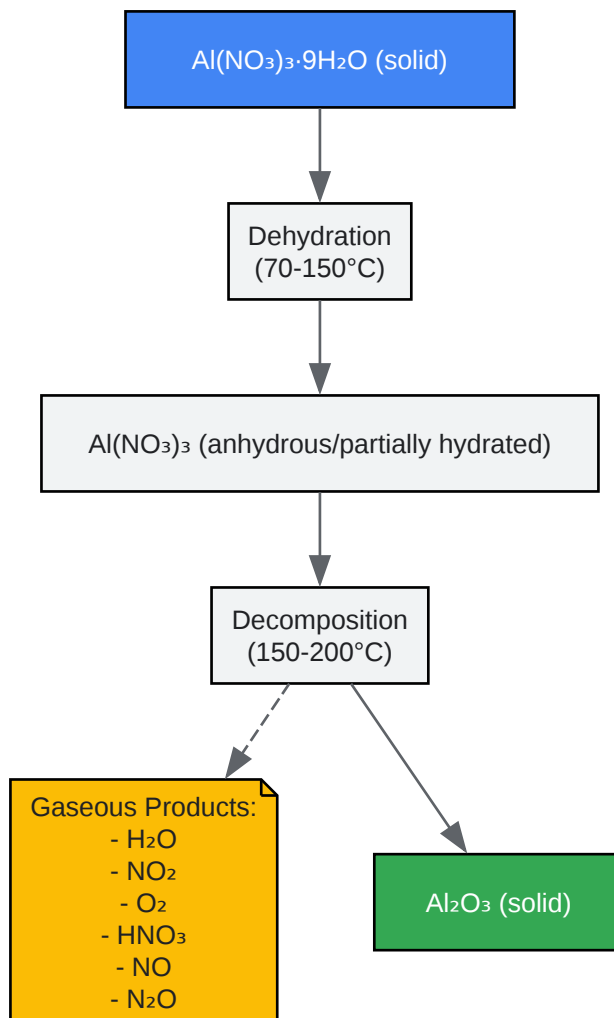 Al(NO₃)₃·9H₂O (solid)
Dehydration
(70-150°C)
Al(NO₃)₃ (anhydrous/partially hydrated)
Decomposition
(150-200°C)
Gaseous Products:
- H₂O
- NO₂
- O₂
- HNO₃
- NO
- N₂O
Al₂O₃ (solid)